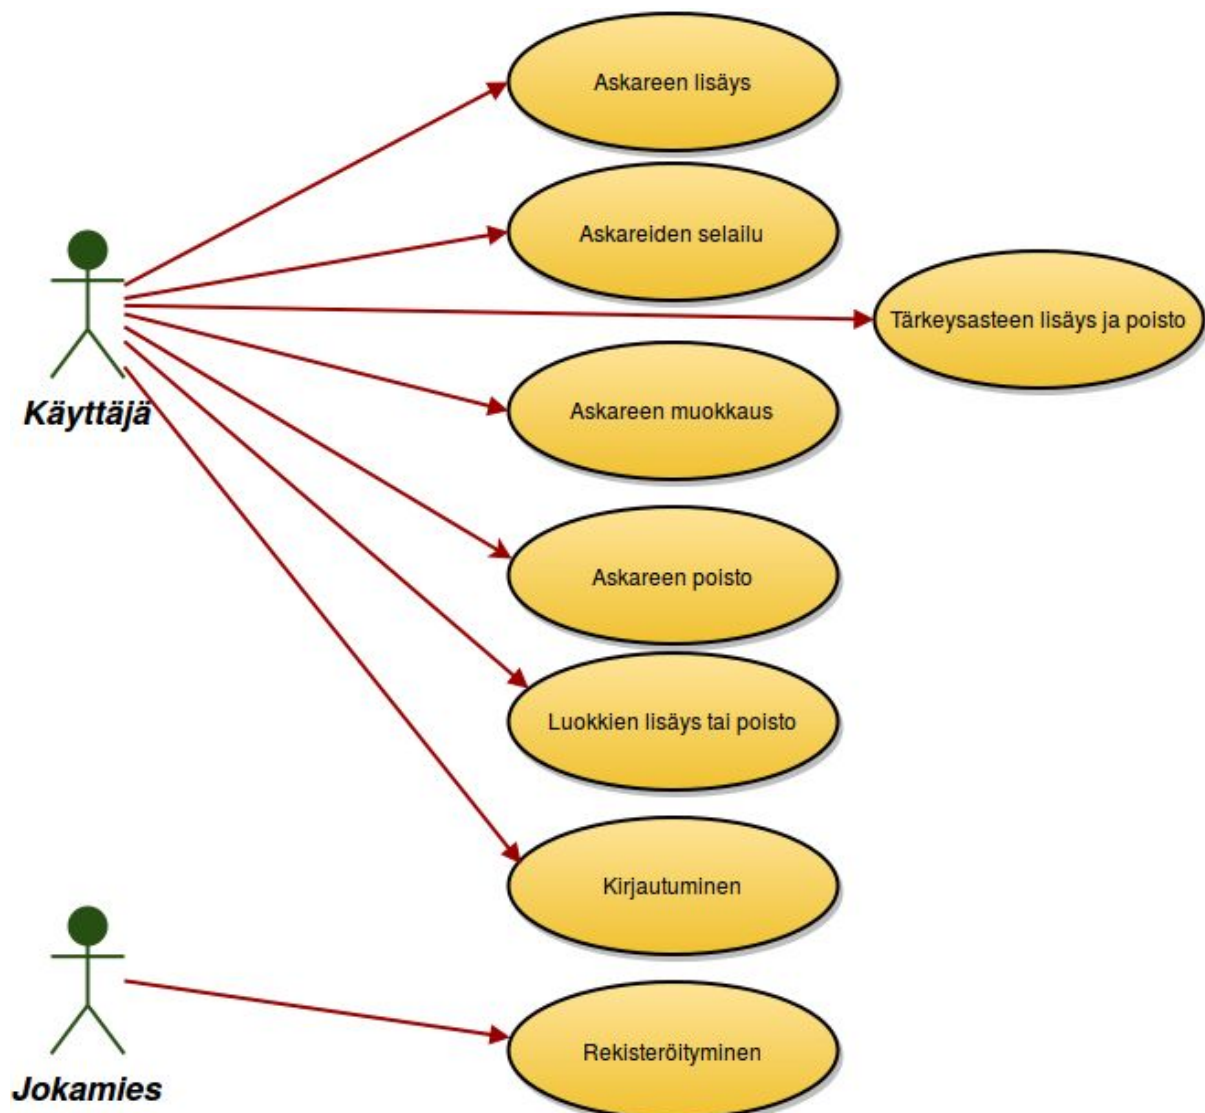 Askareen lisäys
Askareiden selailu
Tärkeysasteen lisäys ja poisto
Käyttäjä
Askareen muokkaus
Askareen poisto
Luokkien lisäys tai poisto
Kirjautuminen
Rekisteröityminen
Jokamies